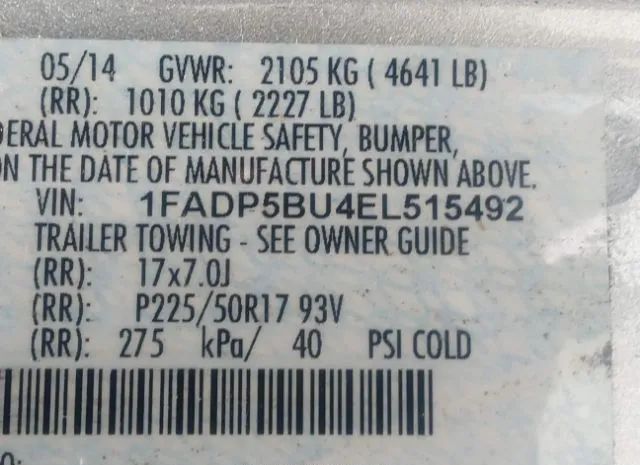 05/14 GVWR: 2105 KG ( 4641 LB)
(RR): 1010 KG ( 2227 LB)
DERAL MOTOR VEHICLE SAFETY, BUMPER,
ON THE DATE OF MANUFACTURE SHOWN ABOVE.
VIN: 1FADP5BU4EL515492
TRAILER TOWING - SEE OWNER GUIDE
(RR): 17x7.0J
(RR): P225/50R17 93V
(RR): 275 kPa/ 40 PSI COLD